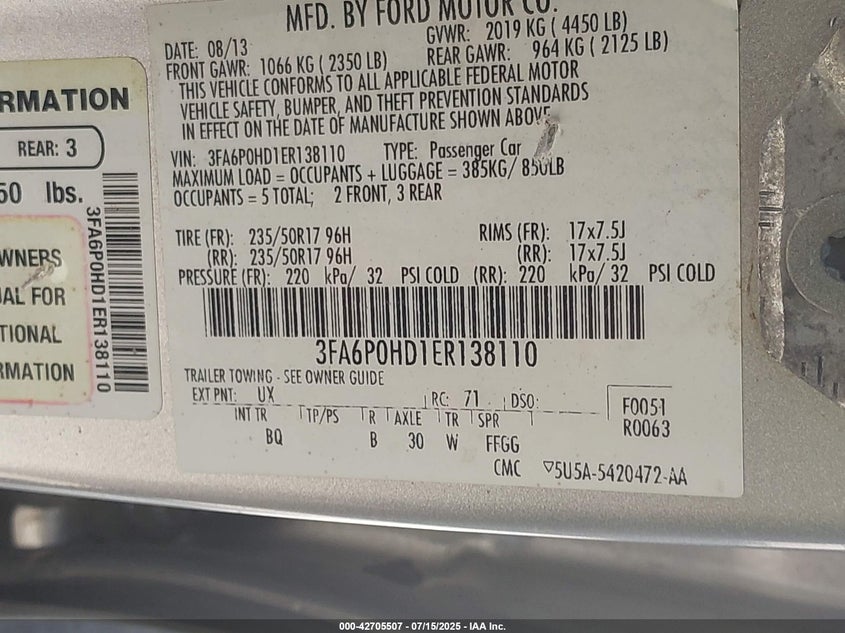 RMATION
REAR: 3
50 lbs.
WNERS
UAL FOR
TIONAL
RMATION
3FA6P0HD1ER138110
MFD. BY FORD MOTOR CO.
DATE: 08/13 GVWR: 2019 KG ( 4450 LB)
FRONT GAWR: 1066 KG ( 2350 LB) REAR GAWR: 964 KG ( 2125 LB)
THIS VEHICLE CONFORMS TO ALL APPLICABLE FEDERAL MOTOR
VEHICLE SAFETY, BUMPER, AND THEFT PREVENTION STANDARDS
IN EFFECT ON THE DATE OF MANUFACTURE SHOWN ABOVE
VIN: 3FA6P0HD1ER138110 TYPE: Passenger Car
MAXIMUM LOAD = OCCUPANTS + LUGGAGE = 385KG/ 850LB
OCCUPANTS = 5 TOTAL; 2 FRONT, 3 REAR
TIRE (FR): 235/50R17 96H RIMS (FR): 17x7.5J
(RR): 235/50R17 96H (RR): 17x7.5J
PRESSURE (FR): 220 kPa/ 32 PSI COLD (RR): 220 kPa/ 32 PSI COLD
3FA6P0HD1ER138110
TRAILER TOWING - SEE OWNER GUIDE
EXT PNT: UX RC: 71 DSO:
INT TR TP/PS R AXLE TR SPR
BQ B 30 W FFGG
F0051
R0063
CMC ▽5U5A-5420472-AA
000-42705507 - 07/15/2025 - IAA Inc.